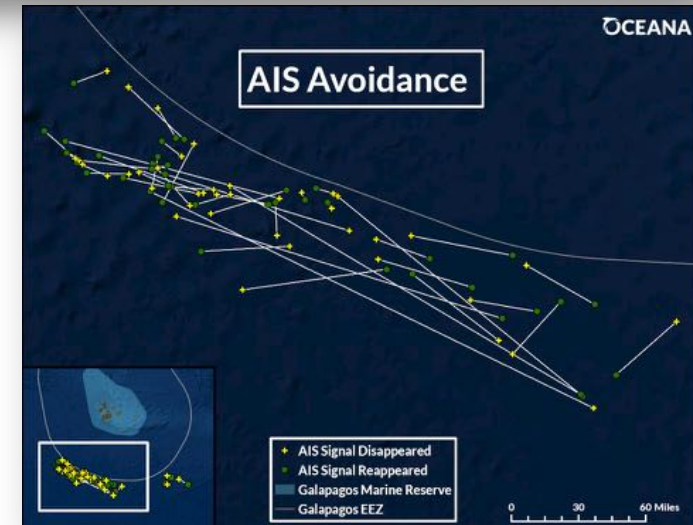 OCEANA
AIS Avoidance
AIS Signal Disappeared
AIS Signal Reappeared
Galapagos Marine Reserve
Galapagos EEZ
0 30 60 Miles